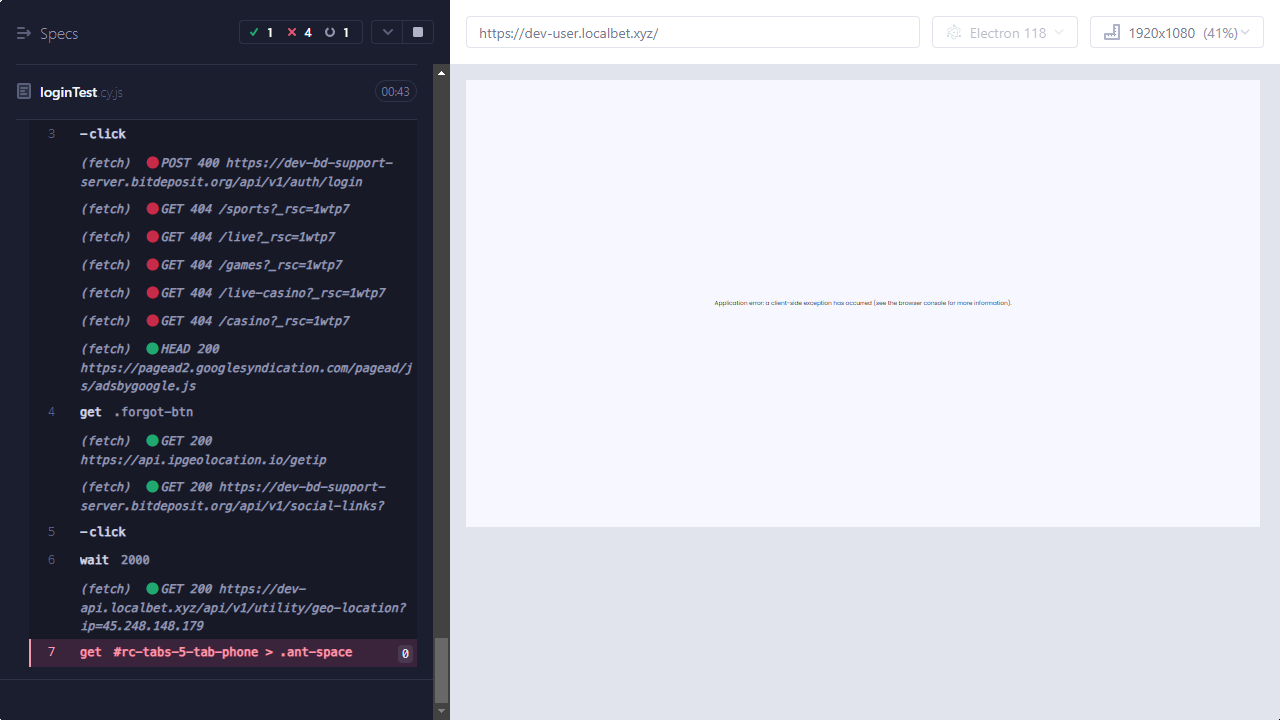 Specs
1 4 1
https://dev-user.localbet.xyz/
Electron 118
1920x1080 (41%)
loginTest.cy.js
00:43
3 -click
(fetch) POST 400 https://dev-bd-support-
server.bitdeposit.org/api/v1/auth/login
(fetch) GET 404 /sports?_rsc=1wtp7
(fetch) GET 404 /live?_rsc=1wtp7
(fetch) GET 404 /games?_rsc=1wtp7
(fetch) GET 404 /live-casino?_rsc=1wtp7
(fetch) GET 404 /casino?_rsc=1wtp7
(fetch) HEAD 200
https://pagead2.googlesyndication.com/pagead/j
s/adsbygoogle.js
4 get .forgot-btn
(fetch) GET 200
https://api.ipgeolocation.io/getip
(fetch) GET 200 https://dev-bd-support-
server.bitdeposit.org/api/v1/social-links?
5 -click
6 wait 2000
(fetch) GET 200 https://dev-
api.localbet.xyz/api/v1/utility/geo-location?
ip=45.248.148.179
7 get #rc-tabs-5-tab-phone > .ant-space 0
Application error: a client-side exception has occurred (see the browser console for more information).